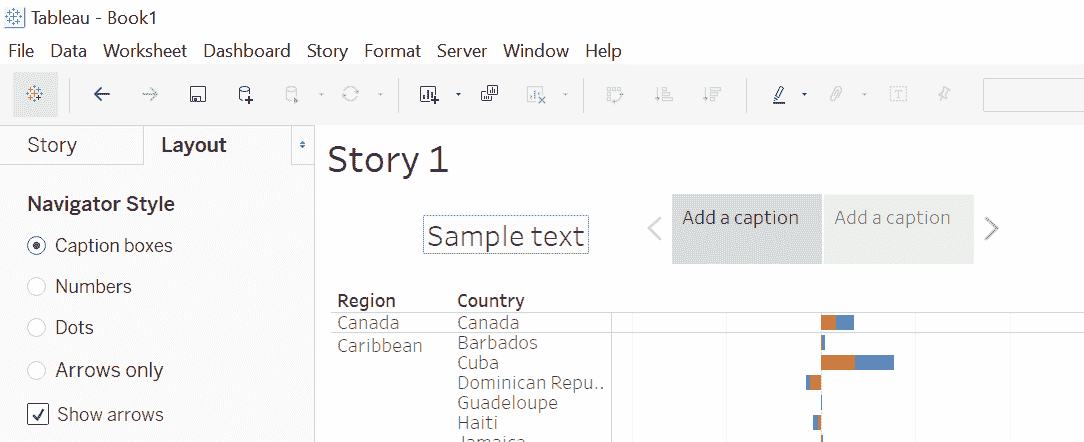 Tableau - Book1
File Data Worksheet Dashboard Story Format Server Window Help
Story Layout
Story 1
Navigator Style
Caption boxes
Numbers
Dots
Arrows only
Show arrows
Sample text
Add a caption Add a caption
Region Country
Canada Canada
Caribbean Barbados
Cuba
Dominican Repu..
Guadeloupe
Haiti
Jamaica